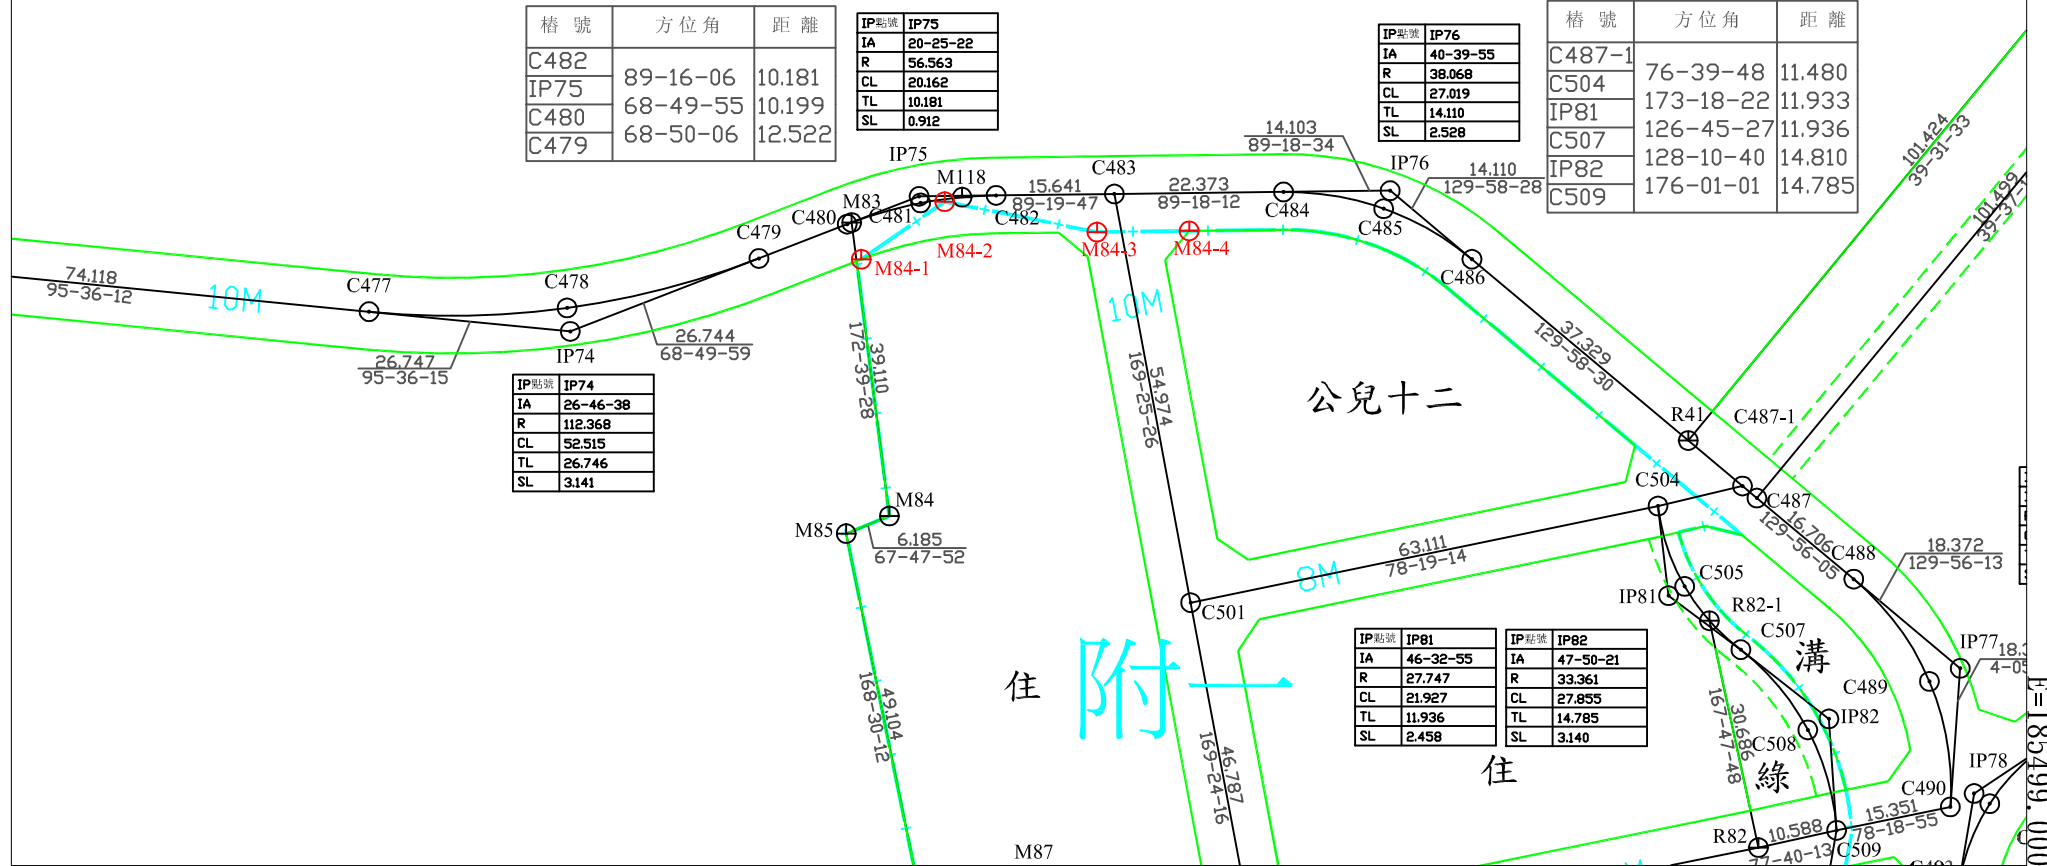 樁 號 方位角 距 離
C482
IP75
C480
C479
89-16-06 10.181
68-49-55 10.199
68-50-06 12.522
IP點號 IP75
IA 20-25-22
R 56.563
CL 20.162
TL 10.181
SL 0.912
IP點號 IP76
IA 40-39-55
R 38.068
CL 27.019
TL 14.110
SL 2.528
樁 號 方位角 距 離
C487-1
C504
IP81
C507
IP82
C509
76-39-48 11.480
173-18-22 11.933
126-45-27 11.936
128-10-40 14.810
176-01-01 14.785
101.424
39-31-33
101.499
14.103
89-18-34
14.110
129-58-28
IP75
M118
C483
IP76
15.641
89-19-47
22.373
89-18-12
M83
C480
C481
C482
C484
C485
C479
M84-1
M84-2
M84-3
M84-4
C486
74.118
95-36-12
10M
C477
C478
IP74
26.747
95-36-15
26.744
68-49-59
10M
37.329
129-58-30
39.110
172-39-28
54.974
169-25-26
公兒十二
R41
C487-1
IP點號 IP74
IA 26-46-38
R 112.368
CL 52.515
TL 26.746
SL 3.141
M84
M85
6.185
67-47-52
C504
C487
16.706
129-56-05
63.111
78-19-14
8M
C488
18.372
129-56-13
C501
IP81
C505
R82-1
C507
IP點號 IP81
IA 46-32-55
R 27.747
CL 21.927
TL 11.936
SL 2.458
IP點號 IP82
IA 47-50-21
R 33.361
CL 27.855
TL 14.785
SL 3.140
溝
IP77
C489
住
附一
49.104
168-30-12
46.787
169-24-16
30.686
167-47-48
IP82
C508
住
綠
IP78
C490
15.351
78-18-55
R82
10.588
77-40-13
C509
M87
E=185499.000